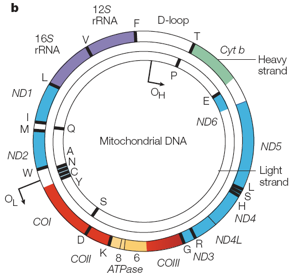 b
12S
rRNA
D-loop
F
T
V
16S
rRNA
Cyt b
P
Heavy
strand
O_H
L
E
ND1
ND6
I
M
Q
Mitochondrial DNA
ND5
ND2
A
N
C
Y
W
Light
strand
O_L
L
S
H
S
COI
ND4
D
ND4L
R
G
ND3
COII
K
8
6
COIII
ATPase